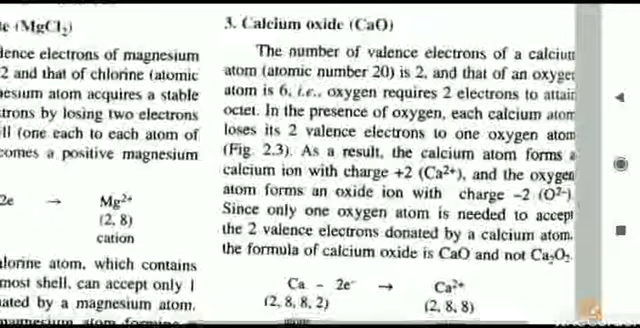 te (MgCl₂)
lence electrons of magnesium
2 and that of chlorine (atomic
nesium atom acquires a stable
trons by losing two electrons
ll (one each to each atom of
comes a positive magnesium
2e → Mg²⁺
(2, 8)
cation
hlorine atom, which contains
most shell, can accept only 1
nated by a magnesium atom.
3. Calcium oxide (CaO)
The number of valence electrons of a calcium
atom (atomic number 20) is 2, and that of an oxygen
atom is 6, i.e., oxygen requires 2 electrons to attain
octet. In the presence of oxygen, each calcium atom
loses its 2 valence electrons to one oxygen atom
(Fig. 2.3). As a result, the calcium atom forms a
calcium ion with charge +2 (Ca²⁺), and the oxygen
atom forms an oxide ion with charge –2 (O²⁻).
Since only one oxygen atom is needed to accept
the 2 valence electrons donated by a calcium atom,
the formula of calcium oxide is CaO and not Ca₂O₂.
Ca – 2e⁻ → Ca²⁺
(2, 8, 8, 2) (2, 8, 8)